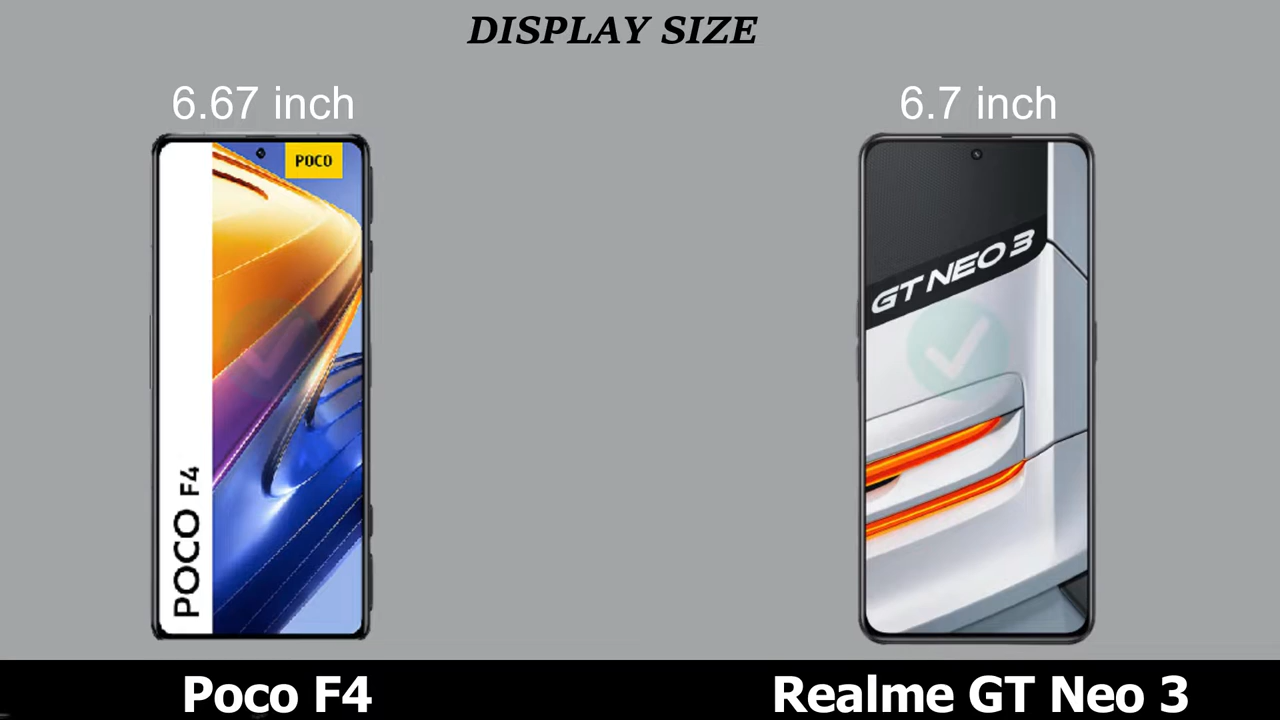 DISPLAY SIZE
6.67 inch
6.7 inch
POCO
GT NEO 3
POCO F4
Poco F4
Realme GT Neo 3